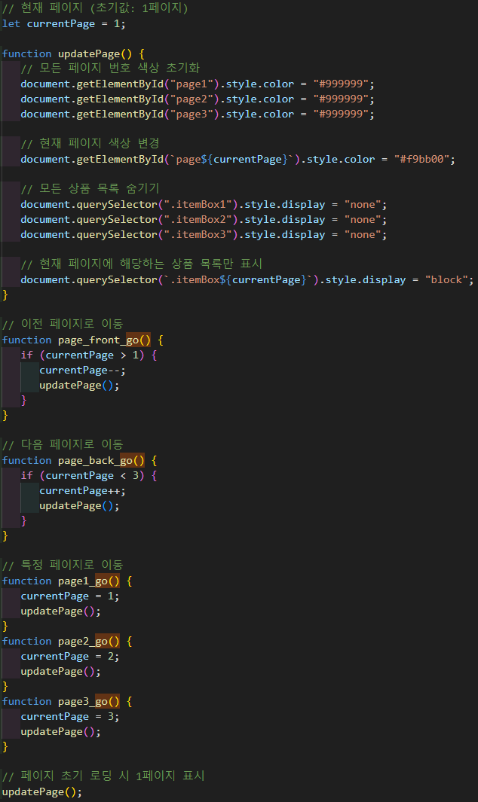 // 현재 페이지 (초기값: 1페이지)
let currentPage = 1;
function updatePage() {
// 모든 페이지 번호 색상 초기화
document.getElementById("page1").style.color = "#999999";
document.getElementById("page2").style.color = "#999999";
document.getElementById("page3").style.color = "#999999";
// 현재 페이지 색상 변경
document.getElementById(`page${currentPage}`).style.color = "#f9bb00";
// 모든 상품 목록 숨기기
document.querySelector(".itemBox1").style.display = "none";
document.querySelector(".itemBox2").style.display = "none";
document.querySelector(".itemBox3").style.display = "none";
// 현재 페이지에 해당하는 상품 목록만 표시
document.querySelector(`.itemBox${currentPage}`).style.display = "block";
}
// 이전 페이지로 이동
function page_front_go() {
if (currentPage > 1) {
currentPage--;
updatePage();
}
}
// 다음 페이지로 이동
function page_back_go() {
if (currentPage < 3) {
currentPage++;
updatePage();
}
}
// 특정 페이지로 이동
function page1_go() {
currentPage = 1;
updatePage();
}
function page2_go() {
currentPage = 2;
updatePage();
}
function page3_go() {
currentPage = 3;
updatePage();
}
// 페이지 초기 로딩 시 1페이지 표시
updatePage();